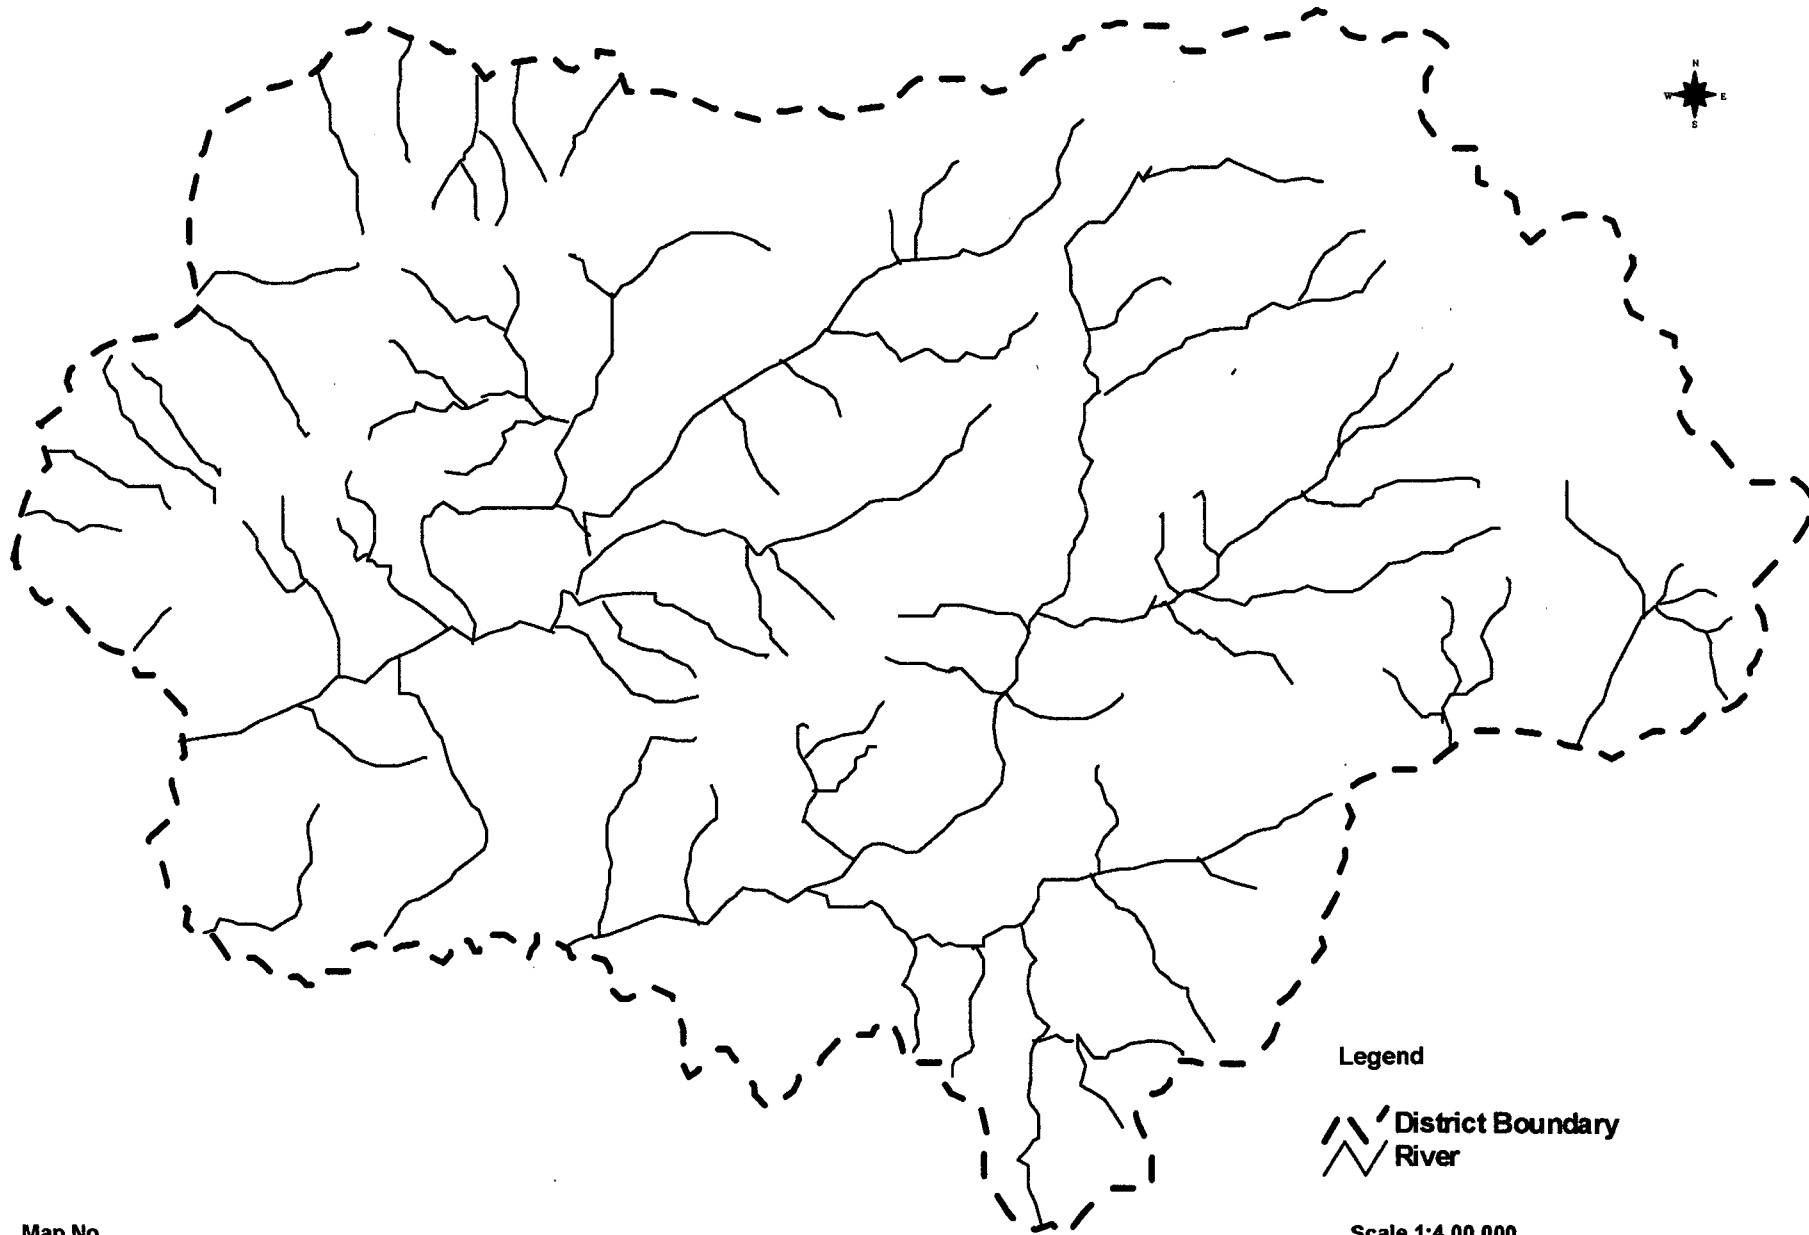 N
W E
S
Legend
District Boundary
River
Map No
Scale 1:4,00,000